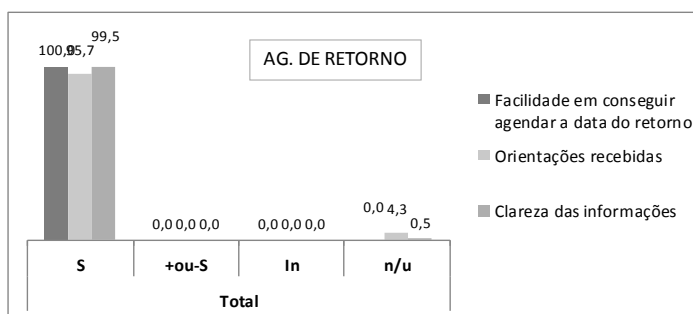 AG. DE RETORNO
100,0 95,7 99,5
0,0 0,0 0,0
0,0 0,0 0,0
0,0 4,3 0,5
S +ou-S In n/u
Total
Facilidade em conseguir
agendar a data do retorno
Orientações recebidas
Clareza das informações